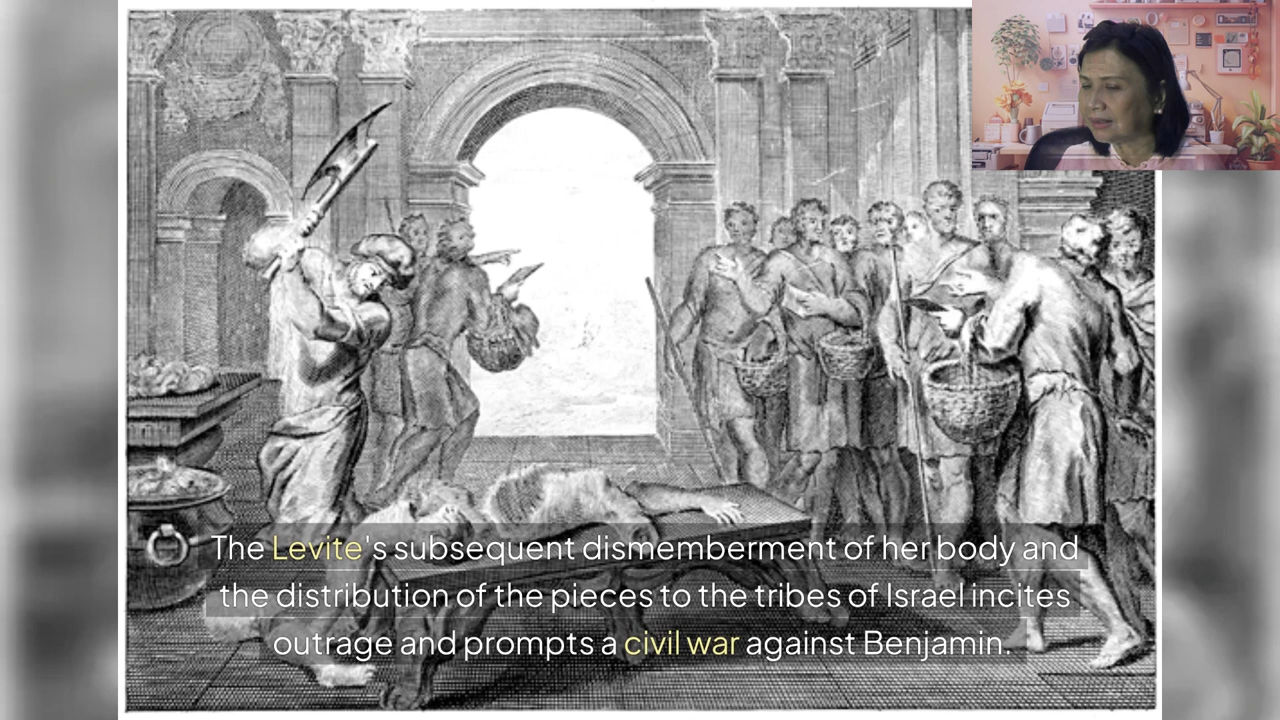 The Levite's subsequent dismemberment of her body and
the distribution of the pieces to the tribes of Israel incites
outrage and prompts a civil war against Benjamin.